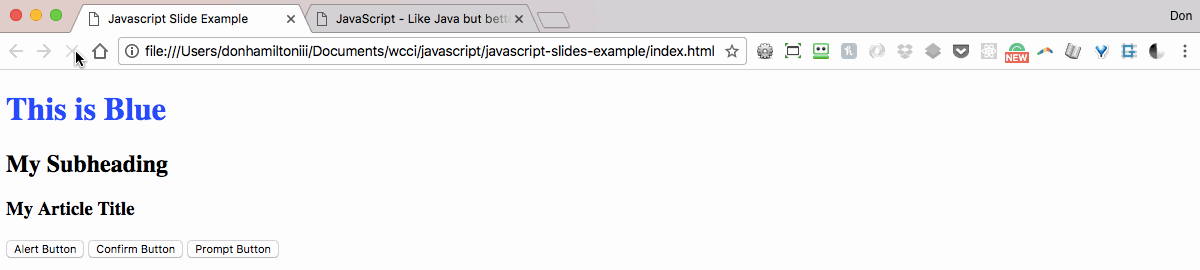 Javascript Slide Example
JavaScript - Like Java but bett
Don
file:///Users/donhamiltoniii/Documents/wcci/javascript/javascript-slides-example/index.html
NEW
This is Blue
My Subheading
My Article Title
Alert Button Confirm Button Prompt Button